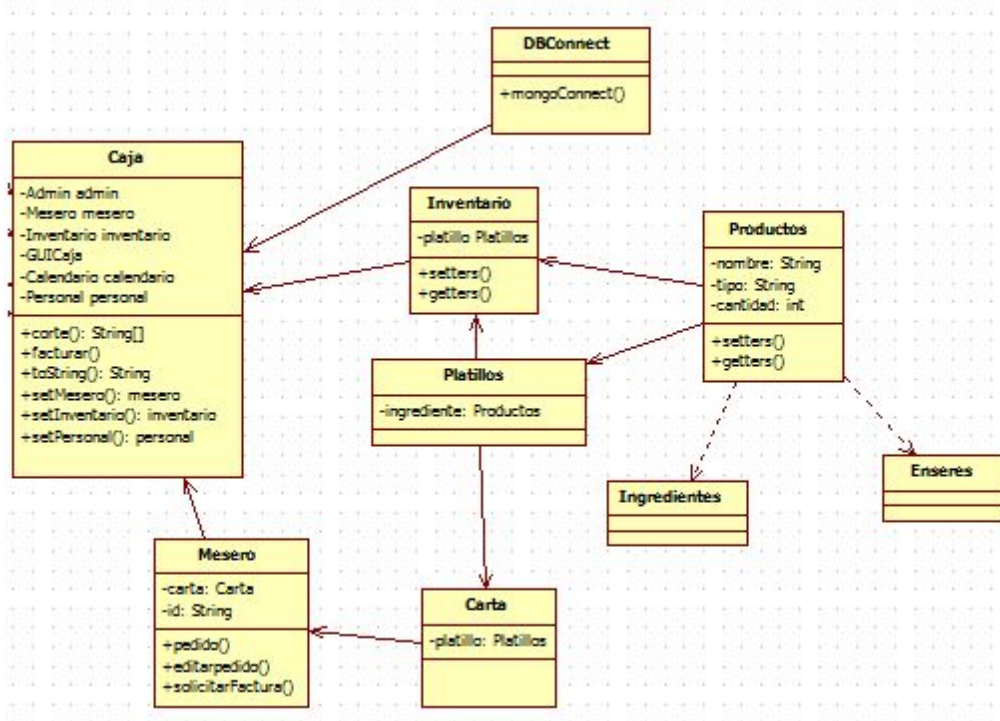 DBConnect
+mongoConnect()
Caja
-Admin admin
-Mesero mesero
-Inventario inventario
-GUICaja
-Calendario calendario
-Personal personal
+corte(): String[]
+facturar()
+toString(): String
+setMesero(): mesero
+setInventario(): inventario
+setPersonal(): personal
Inventario
-platillo Platillos
+setters()
+getters()
Productos
-nombre: String
-tipo: String
-cantidad: int
+setters()
+getters()
Platillos
-ingrediente: Productos
Ingredientes
Enseres
Mesero
-carta: Carta
-id: String
+pedido()
+editarpedido()
+solicitarFactura()
Carta
-platillo: Platillos